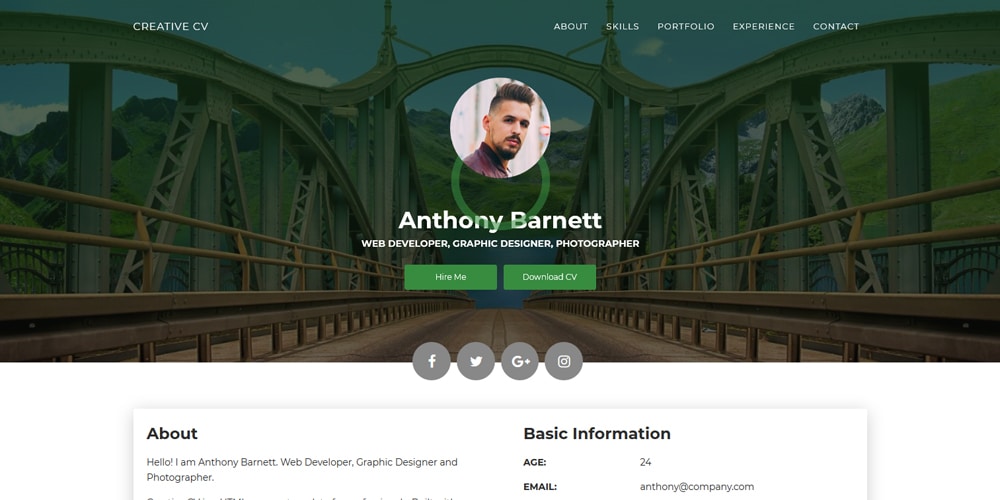 CREATIVE CV
ABOUT SKILLS PORTFOLIO EXPERIENCE CONTACT
Anthony Barnett
WEB DEVELOPER, GRAPHIC DESIGNER, PHOTOGRAPHER
Hire Me Download CV
About
Hello! I am Anthony Barnett. Web Developer, Graphic Designer and
Photographer.
Basic Information
AGE: 24
EMAIL: anthony@company.com